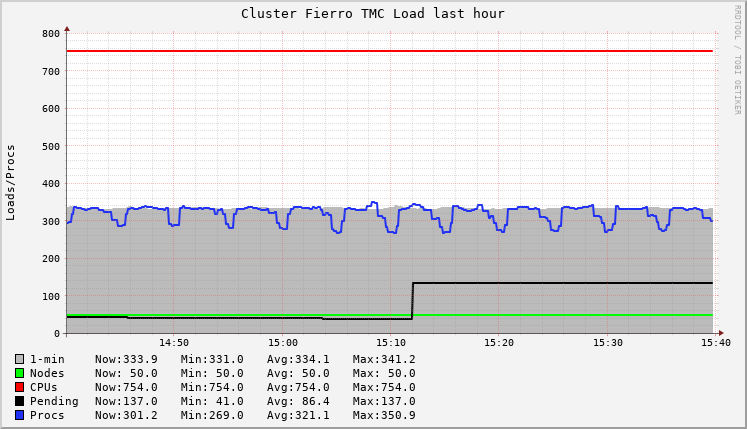 Cluster Fierro TMC Load last hour
RRDTOOL / TOBI OETIKER
Loads/Procs
800
700
600
500
400
300
200
100
0
14:50 15:00 15:10 15:20 15:30 15:40
1-min Now:333.9 Min:331.0 Avg:334.1 Max:341.2
Nodes Now: 50.0 Min: 50.0 Avg: 50.0 Max: 50.0
CPUs Now:754.0 Min:754.0 Avg:754.0 Max:754.0
Pending Now:137.0 Min: 41.0 Avg: 86.4 Max:137.0
Procs Now:301.2 Min:269.0 Avg:321.1 Max:350.9